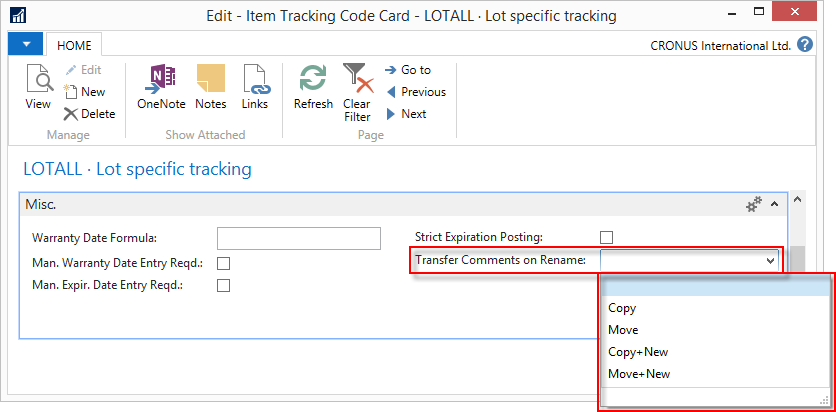 Edit - Item Tracking Code Card - LOTALL · Lot specific tracking
HOME
CRONUS International Ltd.
?
View
Edit
New
Delete
Manage
OneNote
Notes
Links
Show Attached
Refresh
Clear
Filter
Go to
Previous
Next
Page
LOTALL · Lot specific tracking
Misc.
Warranty Date Formula:
Man. Warranty Date Entry Reqd.:
Man. Expir. Date Entry Reqd.:
Strict Expiration Posting:
Transfer Comments on Rename:
Copy
Move
Copy+New
Move+New